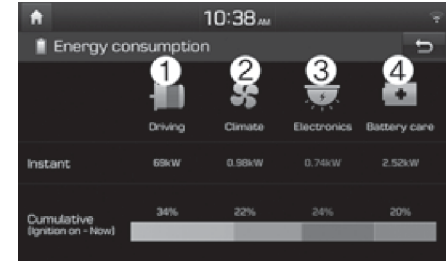 10:38 AM
Energy consumption
1 2 3 4
Driving Climate Electronics Battery care
Instant 69kW 0.98kW 0.74kW 2.52kW
34% 22% 24% 20%
Cumulative
(Ignition on - Now)